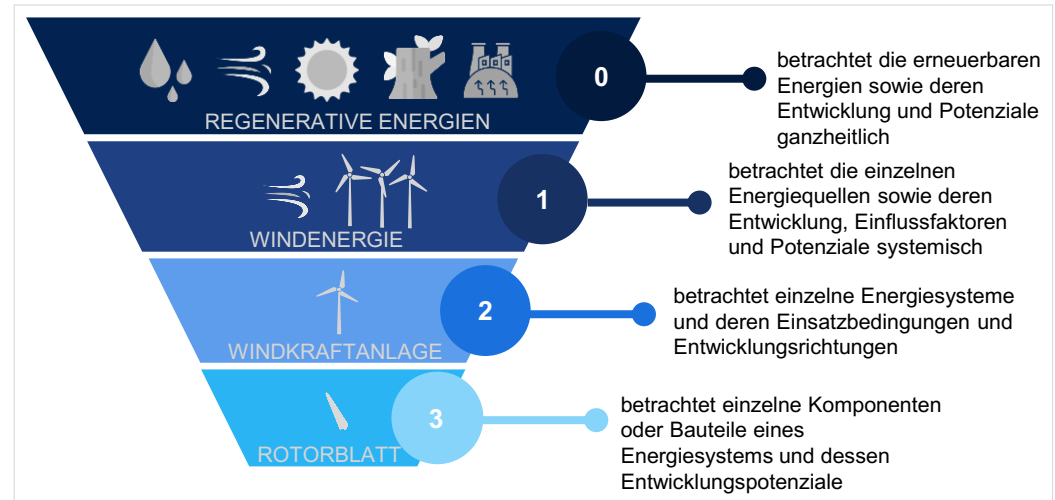 REGENERATIVE ENERGIEN
0
betrachtet die erneuerbaren
Energien sowie deren
Entwicklung und Potenziale
ganzheitlich
WINDENERGIE
1
betrachtet die einzelnen
Energiequellen sowie deren
Entwicklung, Einflussfaktoren
und Potenziale systemisch
WINDKRAFTANLAGE
2
betrachtet einzelne Energiesysteme
und deren Einsatzbedingungen und
Entwicklungsrichtungen
ROTORBLATT
3
betrachtet einzelne Komponenten
oder Bauteile eines
Energiesystems und dessen
Entwicklungspotenziale